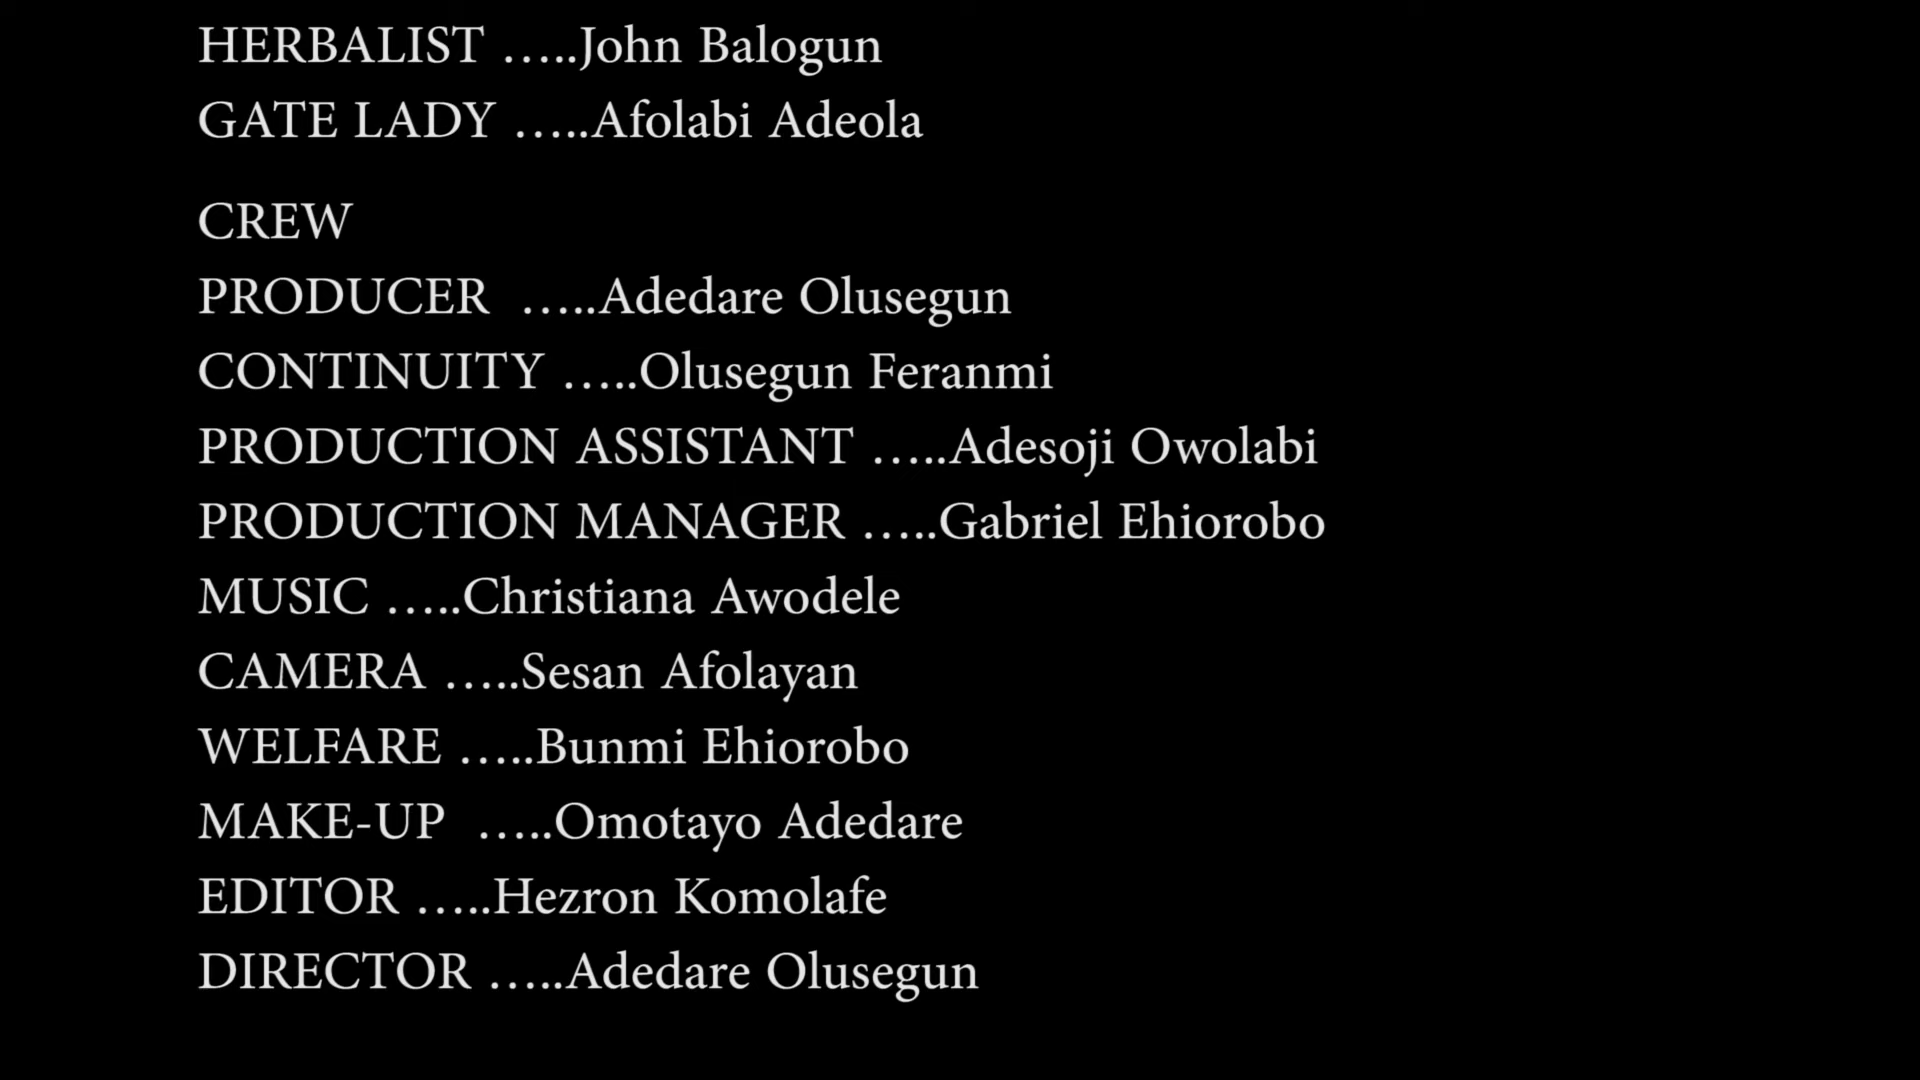 HERBALIST …..John Balogun
GATE LADY …..Afolabi Adeola
CREW
PRODUCER  …..Adedare Olusegun
CONTINUITY …..Olusegun Feranmi
PRODUCTION ASSISTANT …..Adesoji Owolabi
PRODUCTION MANAGER …..Gabriel Ehiorobo
MUSIC …..Christiana Awodele
CAMERA …..Sesan Afolayan
WELFARE …..Bunmi Ehiorobo
MAKE-UP  …..Omotayo Adedare
EDITOR …..Hezron Komolafe
DIRECTOR …..Adedare Olusegun